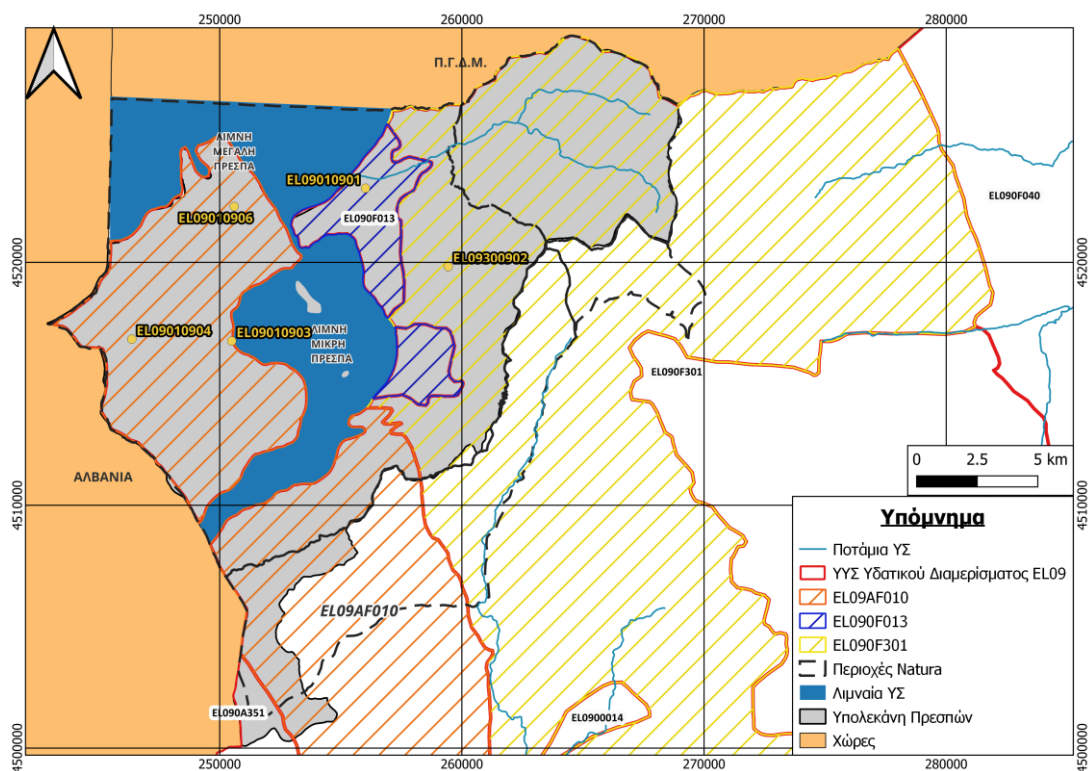 250000
260000
270000
280000
Π.Γ.Δ.Μ.
ΛΙΜΝΗ
ΜΕΓΑΛΗ
ΠΡΕΣΠΑ
EL09010901
EL090F013
EL09010906
EL090F040
4520000
4520000
EL09300902
EL09010904
EL09010903
ΛΙΜΝΗ
ΜΙΚΡΗ
ΠΡΕΣΠΑ
EL090F301
0 2.5 5 km
ΑΛΒΑΝΙΑ
4510000
4510000
Υπόμνημα
Ποτάμια ΥΣ
ΥΥΣ Υδατικού Διαμερίσματος EL09
EL09AF010
EL090F013
EL090F301
Περιοχές Natura
Λιμναία ΥΣ
Υπολεκάνη Πρεσπών
Χώρες
EL09AF010
EL090A351
EL0900014
4500000
4500000
250000
260000
270000
280000